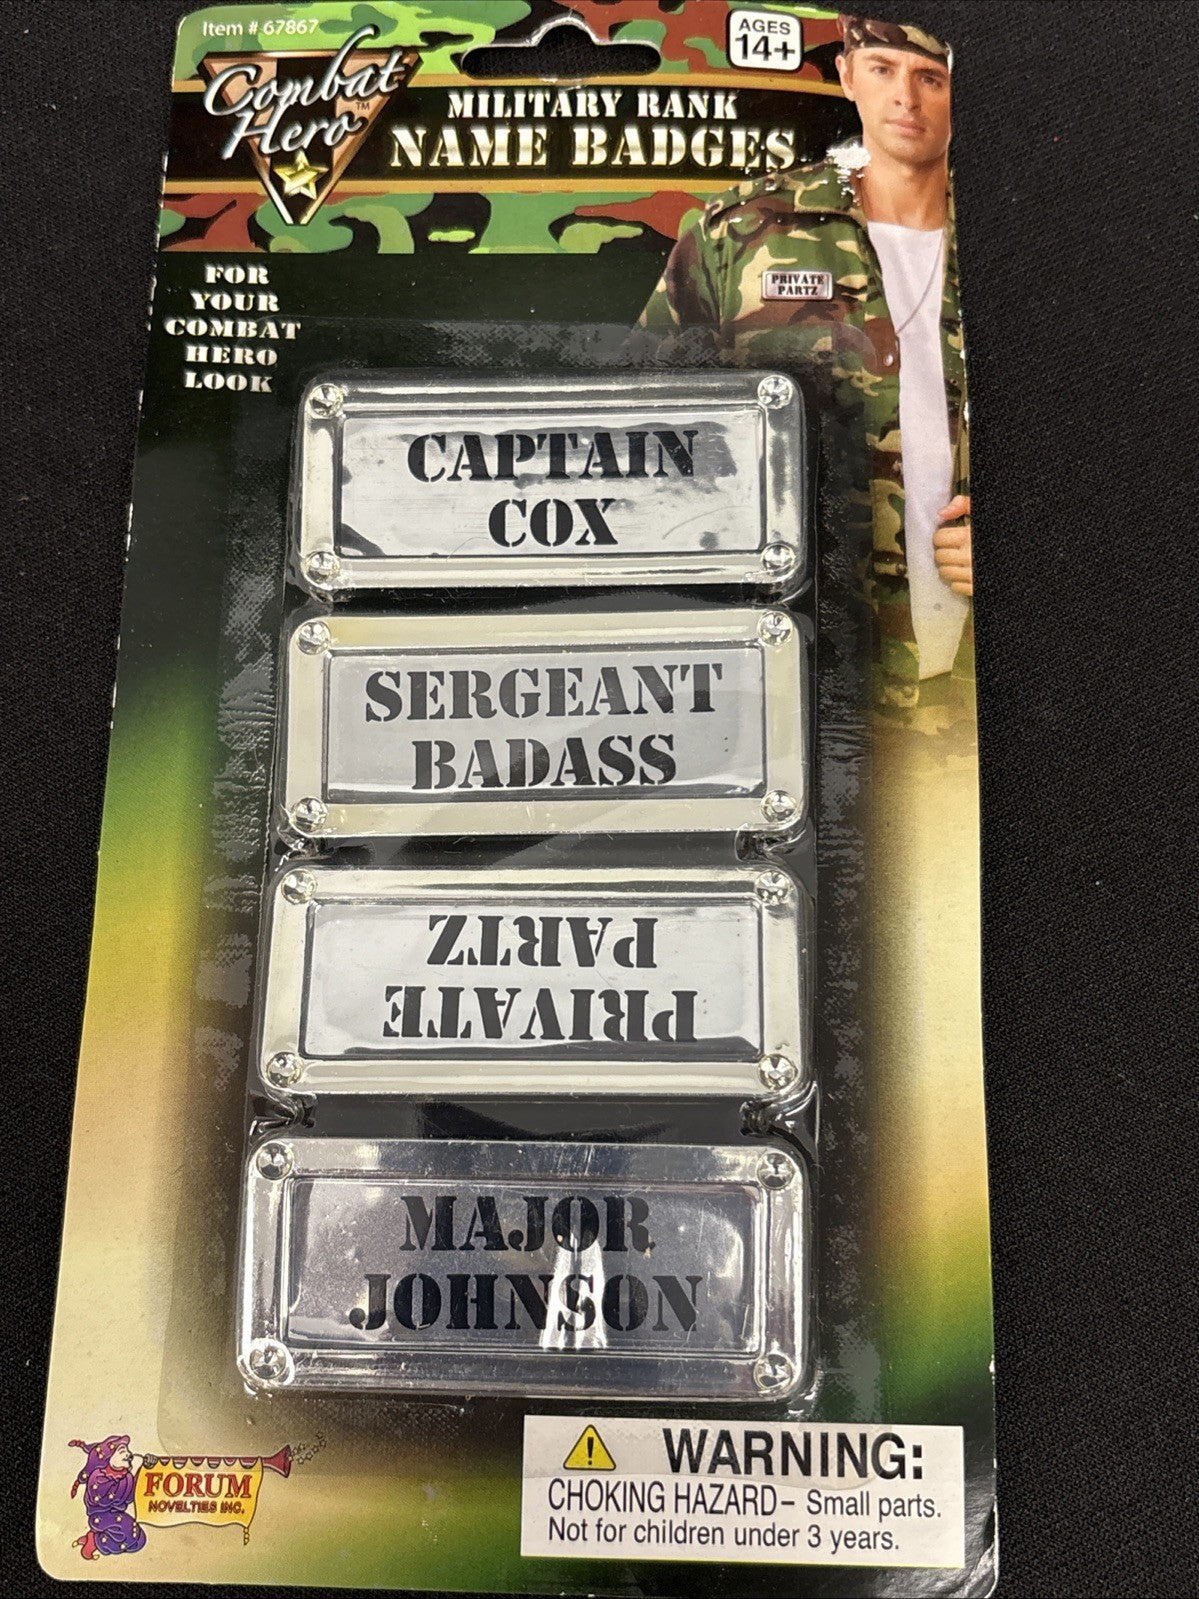 Item # 67867
Combat
Hero™
MILITARY RANK
NAME BADGES
AGES
14+
FOR
YOUR
COMBAT
HERO
LOOK
PRIVATE
PARTZ
CAPTAIN
COX
SERGEANT
BADASS
PRIVATE
PARTZ
MAJOR
JOHNSON
FORUM
NOVELTIES INC.
WARNING:
CHOKING HAZARD – Small parts.
Not for children under 3 years.